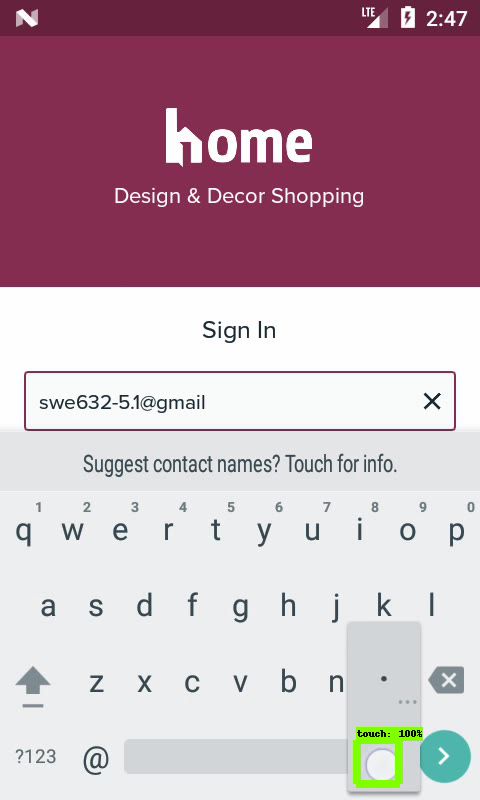 LTE 2:47
home
Design & Decor Shopping
Sign In
swe632-5.1@gmail
Suggest contact names? Touch for info.
1 2 3 4 5 6 7 8 9 0
q w e r t y u i o p
a s d f g h j k l
z x c v b n .
touch: 100%
?123 @